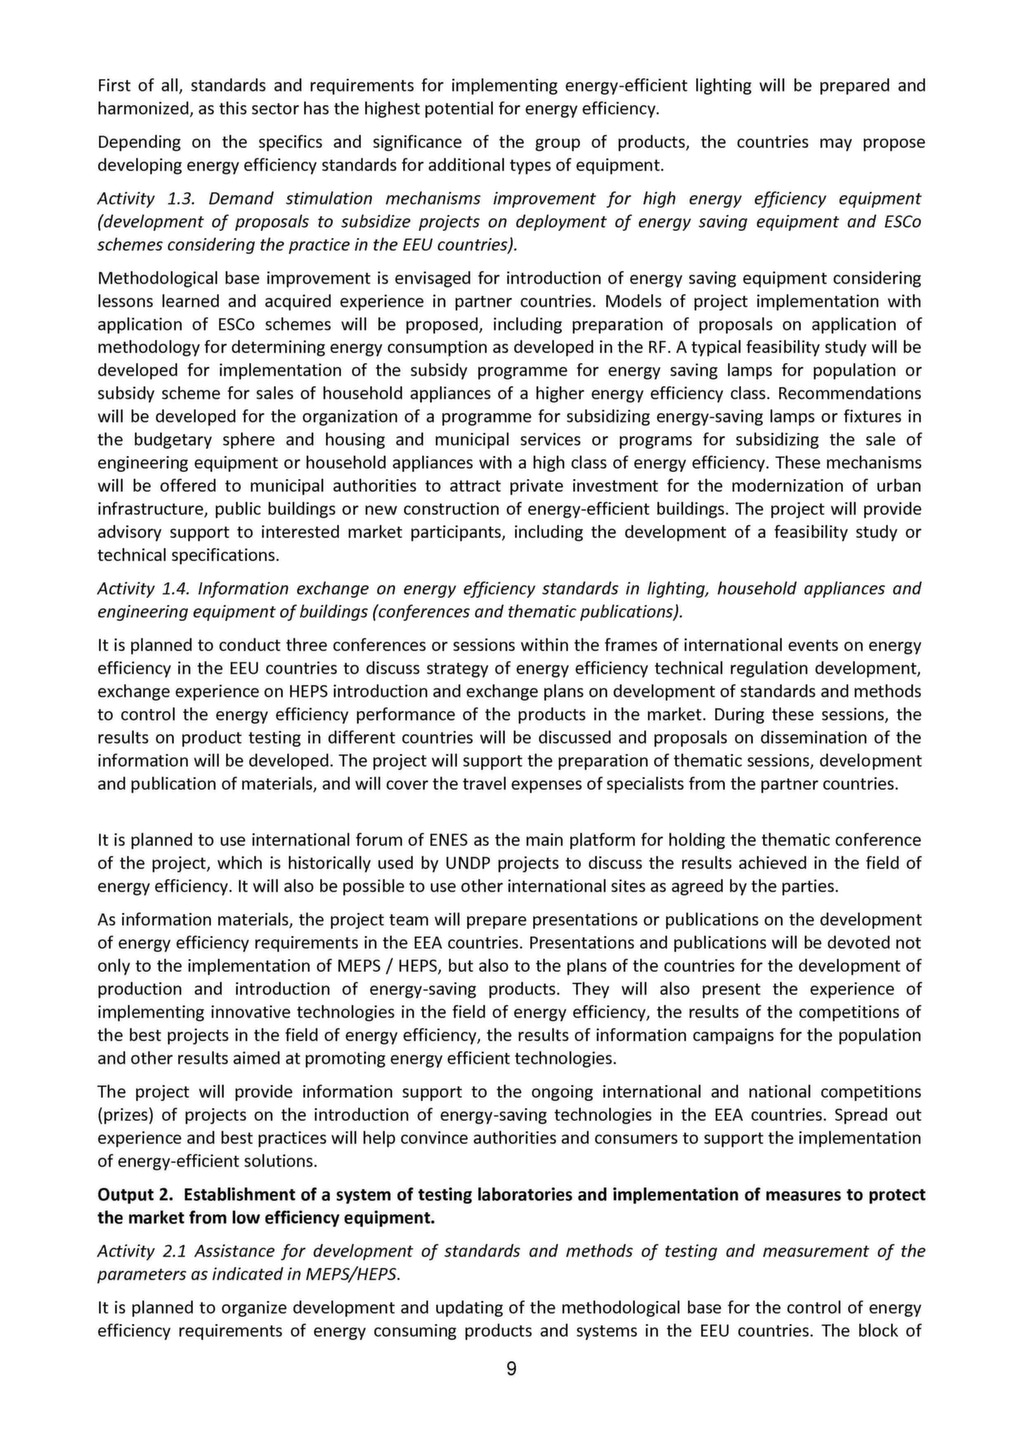 First of all, standards and requirements for implementing energy-efficient lighting will be prepared and
harmonized, as this sector has the highest potential for energy efficiency.
Depending on the specifics and significance of the group of products, the countries may propose
developing energy efficiency standards for additional types of equipment.
Activity 1.3. Demand stimulation mechanisms improvement for high energy efficiency equipment
(development of proposals to subsidize projects on deployment of energy saving equipment and ESCo
schemes considering the practice in the EEU countries).
Methodological base improvement is envisaged for introduction of energy saving equipment considering
lessons learned and acquired experience in partner countries. Models of project implementation with
application of ESCo schemes will be proposed, including preparation of proposals on application of
methodology for determining energy consumption as developed in the RF. A typical feasibility study will be
developed for implementation of the subsidy programme for energy saving lamps for population or
subsidy scheme for sales of household appliances of a higher energy efficiency class. Recommendations
will be developed for the organization of a programme for subsidizing energy-saving lamps or fixtures in
the budgetary sphere and housing and municipal services or programs for subsidizing the sale of
engineering equipment or household appliances with a high class of energy efficiency. These mechanisms
will be offered to municipal authorities to attract private investment for the modernization of urban
infrastructure, public buildings or new construction of energy-efficient buildings. The project will provide
advisory support to interested market participants, including the development of a feasibility study or
technical specifications.
Activity 1.4. Information exchange on energy efficiency standards in lighting, household appliances and
engineering equipment of buildings (conferences and thematic publications).
It is planned to conduct three conferences or sessions within the frames of international events on energy
efficiency in the EEU countries to discuss strategy of energy efficiency technical regulation development,
exchange experience on HEPS introduction and exchange plans on development of standards and methods
to control the energy efficiency performance of the products in the market. During these sessions, the
results on product testing in different countries will be discussed and proposals on dissemination of the
information will be developed. The project will support the preparation of thematic sessions, development
and publication of materials, and will cover the travel expenses of specialists from the partner countries.
It is planned to use international forum of ENES as the main platform for holding the thematic conference
of the project, which is historically used by UNDP projects to discuss the results achieved in the field of
energy efficiency. It will also be possible to use other international sites as agreed by the parties.
As information materials, the project team will prepare presentations or publications on the development
of energy efficiency requirements in the EEA countries. Presentations and publications will be devoted not
only to the implementation of MEPS / HEPS, but also to the plans of the countries for the development of
production and introduction of energy-saving products. They will also present the experience of
implementing innovative technologies in the field of energy efficiency, the results of the competitions of
the best projects in the field of energy efficiency, the results of information campaigns for the population
and other results aimed at promoting energy efficient technologies.
The project will provide information support to the ongoing international and national competitions
(prizes) of projects on the introduction of energy-saving technologies in the EEA countries. Spread out
experience and best practices will help convince authorities and consumers to support the implementation
of energy-efficient solutions.
Output 2. Establishment of a system of testing laboratories and implementation of measures to protect
the market from low efficiency equipment.
Activity 2.1 Assistance for development of standards and methods of testing and measurement of the
parameters as indicated in MEPS/HEPS.
It is planned to organize development and updating of the methodological base for the control of energy
efficiency requirements of energy consuming products and systems in the EEU countries. The block of
9